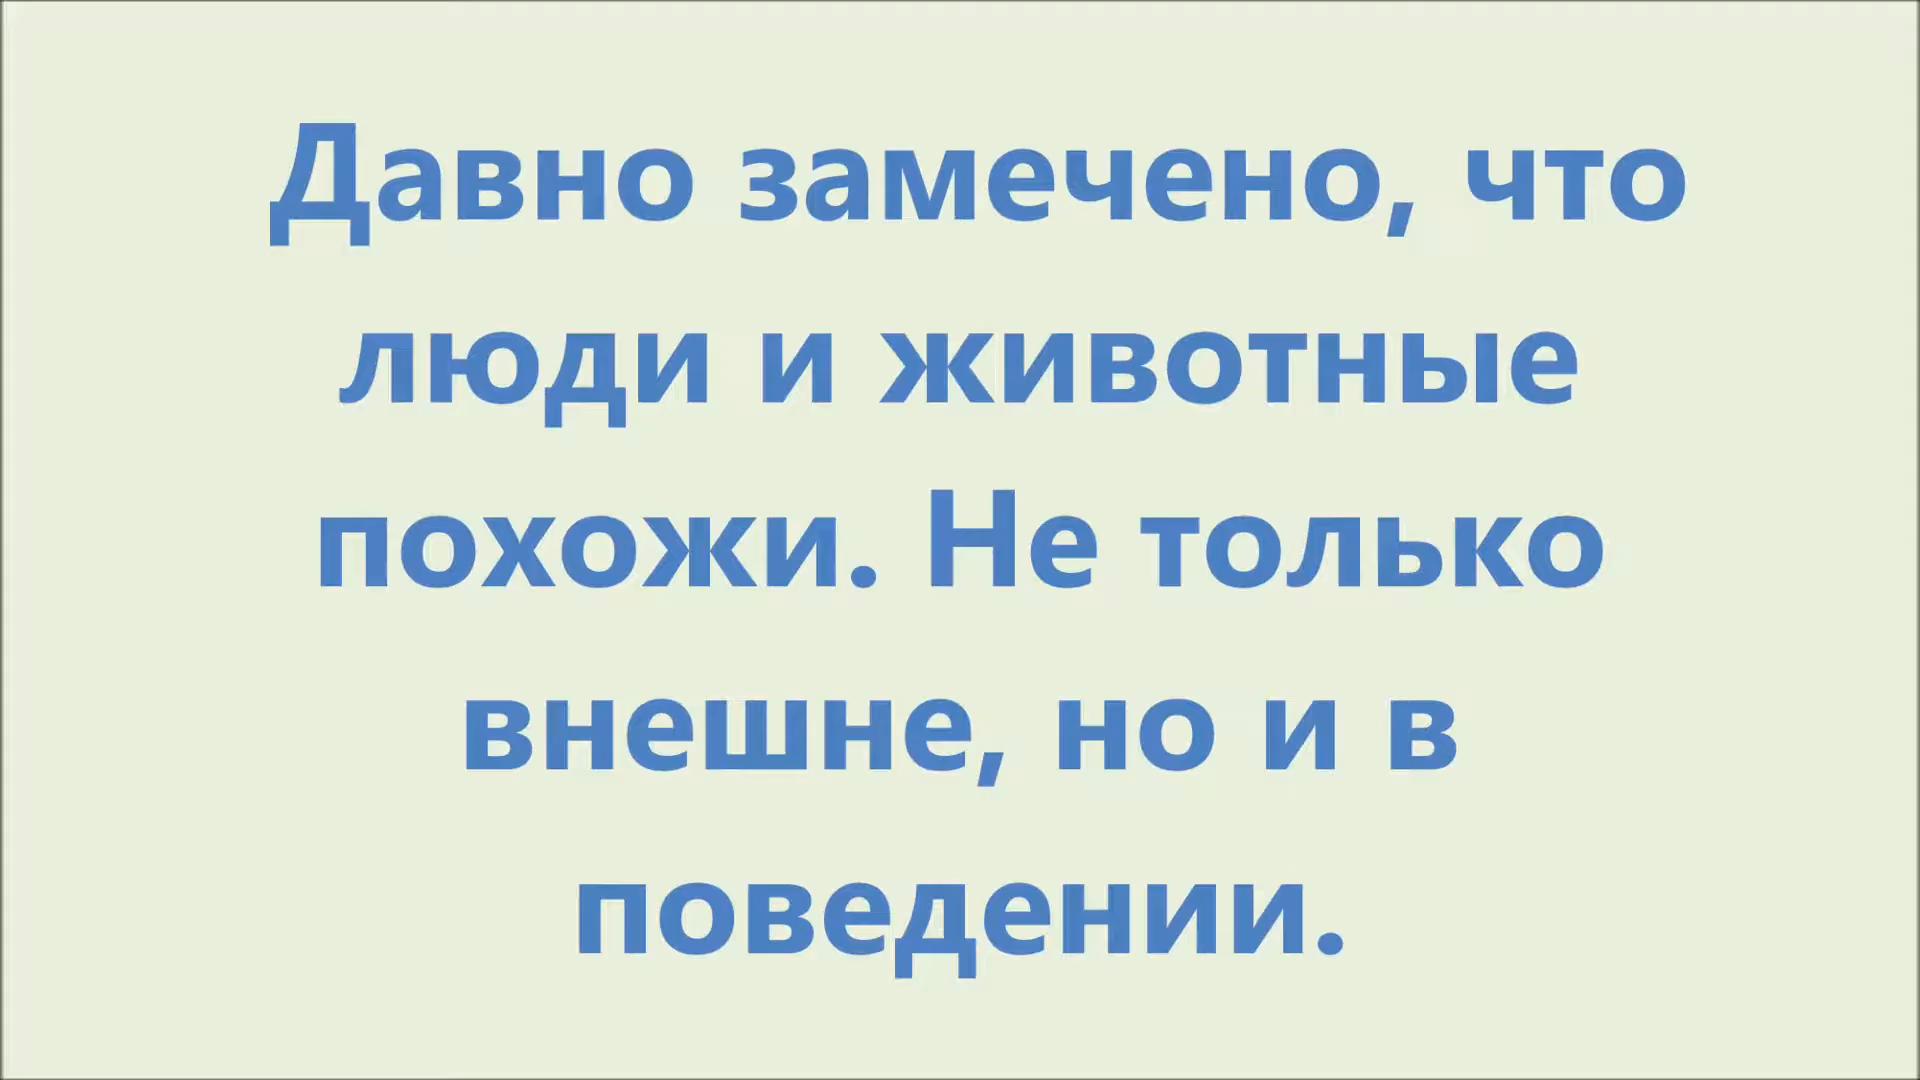 Давно замечено, что
люди и животные
похожи. Не только
внешне, но и в
поведении.